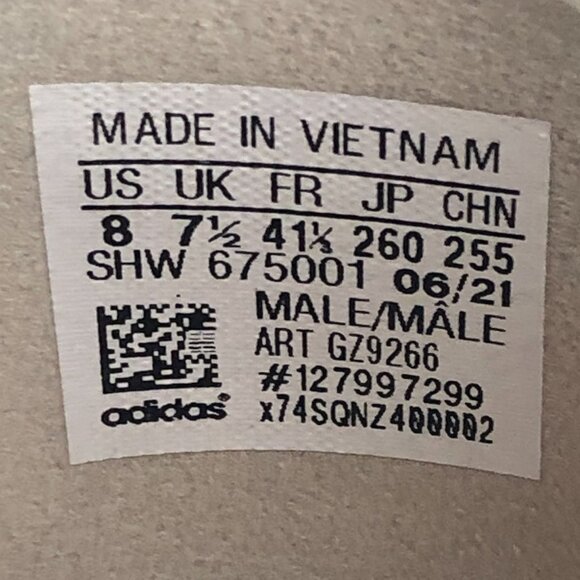 MADE IN VIETNAM
US UK FR JP CHN
8 7½ 41⅓ 260 255
SHW 675001 06/21
MALE/MÂLE
ART GZ9266
#127997299
adidas® x74SQNZ400002